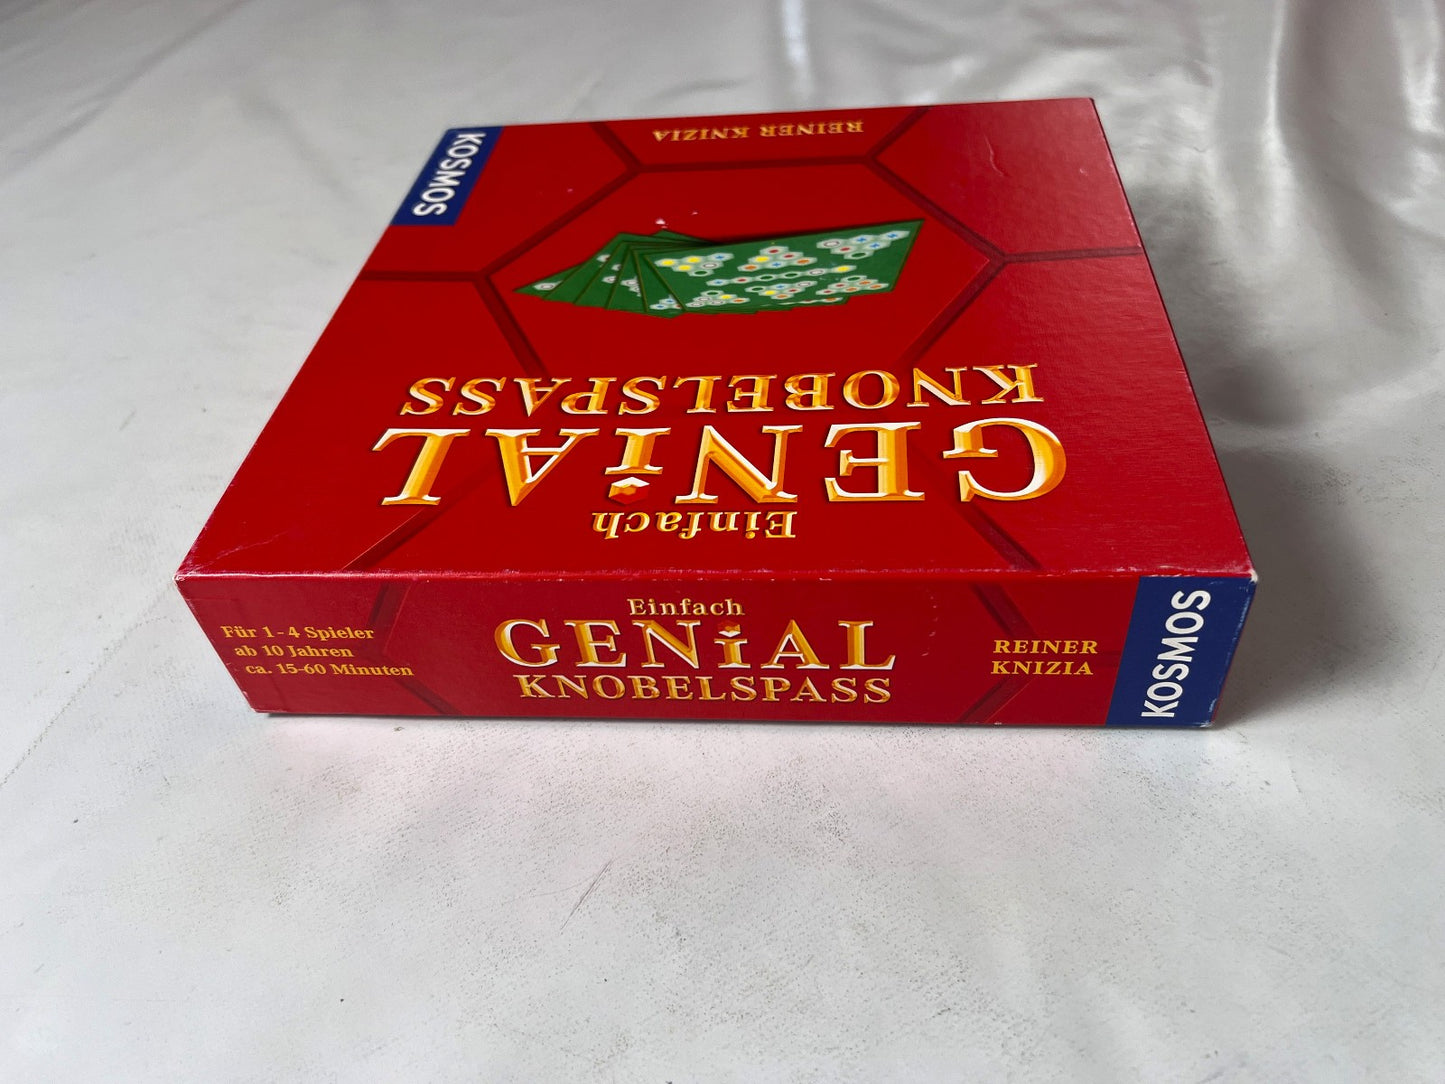 REINER KNIZIA
KOSMOS
KNOBELSPASS
GENiAL
Einfach
Einfach
GENiAL
KNOBELSPASS
Für 1 - 4 Spieler
ab 10 Jahren
ca. 15-60 Minuten
REINER
KNIZIA
KOSMOS